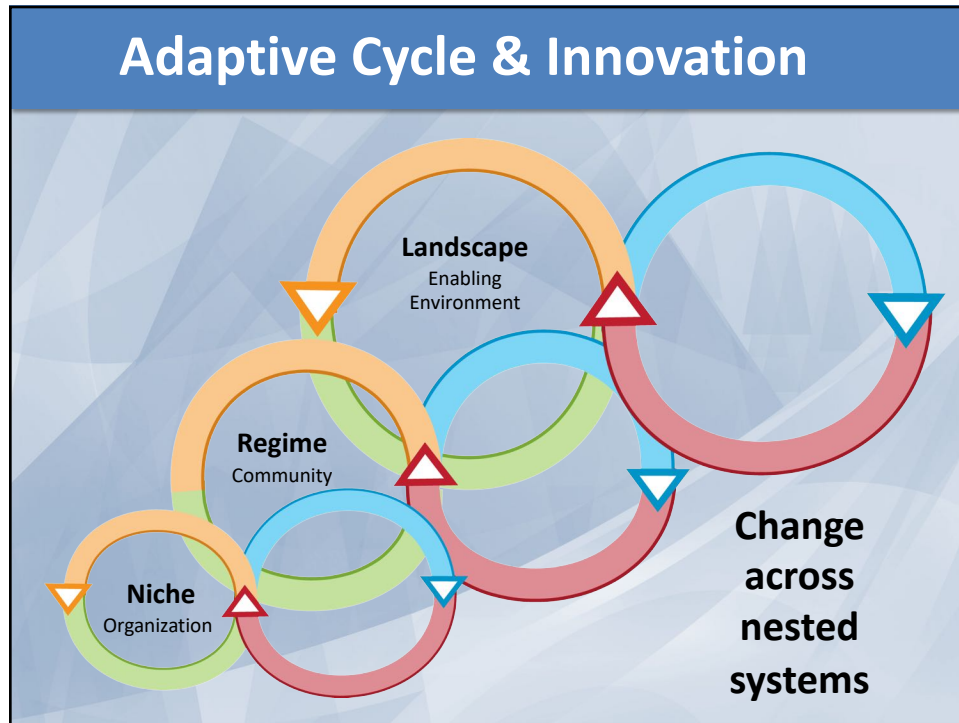 Adaptive Cycle & Innovation
Landscape
Enabling
Environment
Regime
Community
Niche
Organization
Change
across
nested
systems